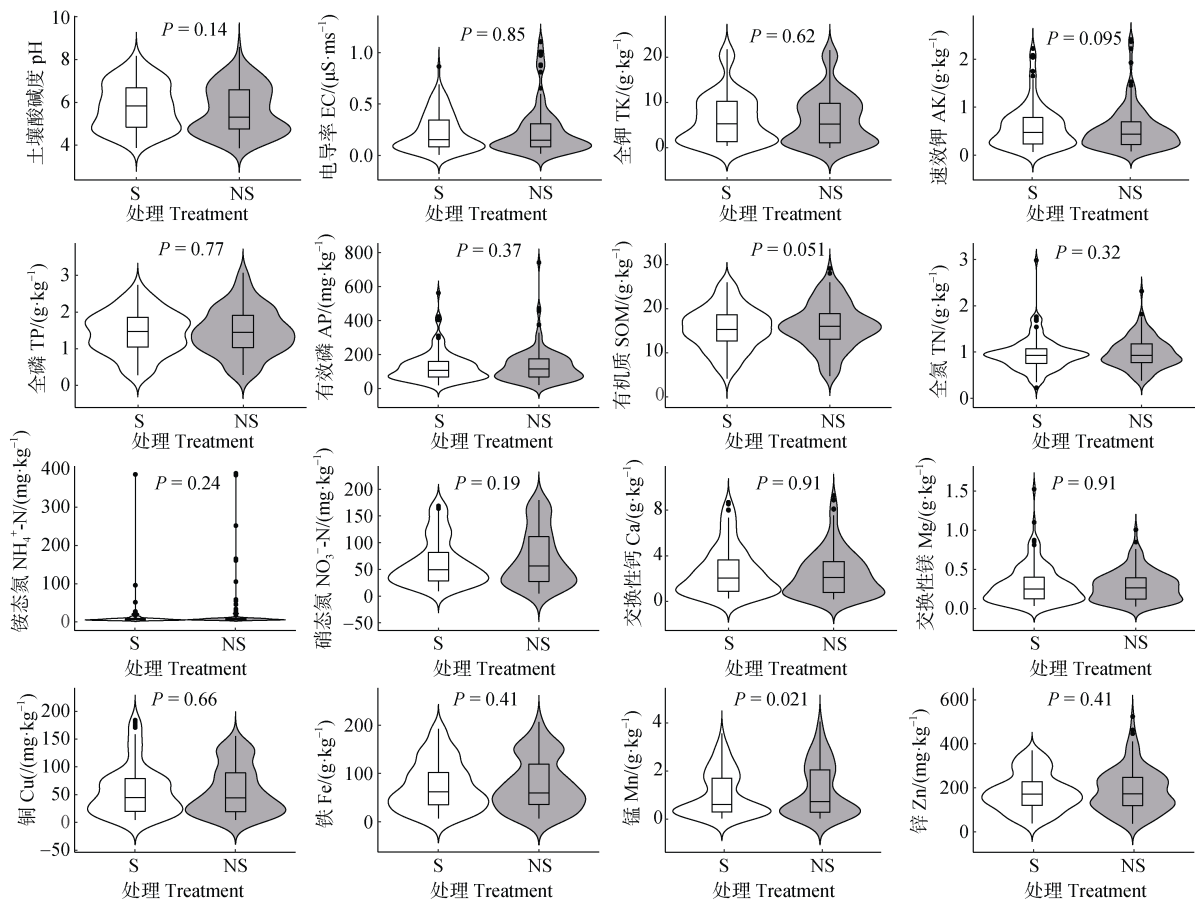 土壤酸碱度 pH
10
8
6
4
P = 0.14
S
NS
处理 Treatment
电导率 EC/(μS·ms⁻¹)
1.0
0.5
0.0
P = 0.85
S
NS
处理 Treatment
全钾 TK/(g·kg⁻¹)
20
10
0
P = 0.62
S
NS
处理 Treatment
速效钾 AK/(g·kg⁻¹)
2
1
0
P = 0.095
S
NS
处理 Treatment
全磷 TP/(g·kg⁻¹)
3
2
1
0
P = 0.77
S
NS
处理 Treatment
有效磷 AP/(mg·kg⁻¹)
800
600
400
200
0
P = 0.37
S
NS
处理 Treatment
有机质 SOM/(g·kg⁻¹)
30
20
10
0
P = 0.051
S
NS
处理 Treatment
全氮 TN/(g·kg⁻¹)
3
2
1
0
P = 0.32
S
NS
处理 Treatment
铵态氮 NH₄⁺-N/(mg·kg⁻¹)
400
300
200
100
0
P = 0.24
S
NS
处理 Treatment
硝态氮 NO₃⁻-N/(mg·kg⁻¹)
200
150
100
50
0
−50
P = 0.19
S
NS
处理 Treatment
交换性钙 Ca/(g·kg⁻¹)
8
4
0
P = 0.91
S
NS
处理 Treatment
交换性镁 Mg/(g·kg⁻¹)
1.5
1.0
0.5
0.0
P = 0.91
S
NS
处理 Treatment
铜 Cu(/(mg·kg⁻¹)
200
150
100
50
0
−50
P = 0.66
S
NS
处理 Treatment
铁 Fe/(g·kg⁻¹)
200
100
0
P = 0.41
S
NS
处理 Treatment
锰 Mn/(g·kg⁻¹)
4
2
0
P = 0.021
S
NS
处理 Treatment
锌 Zn/(mg·kg⁻¹)
600
400
200
0
P = 0.41
S
NS
处理 Treatment